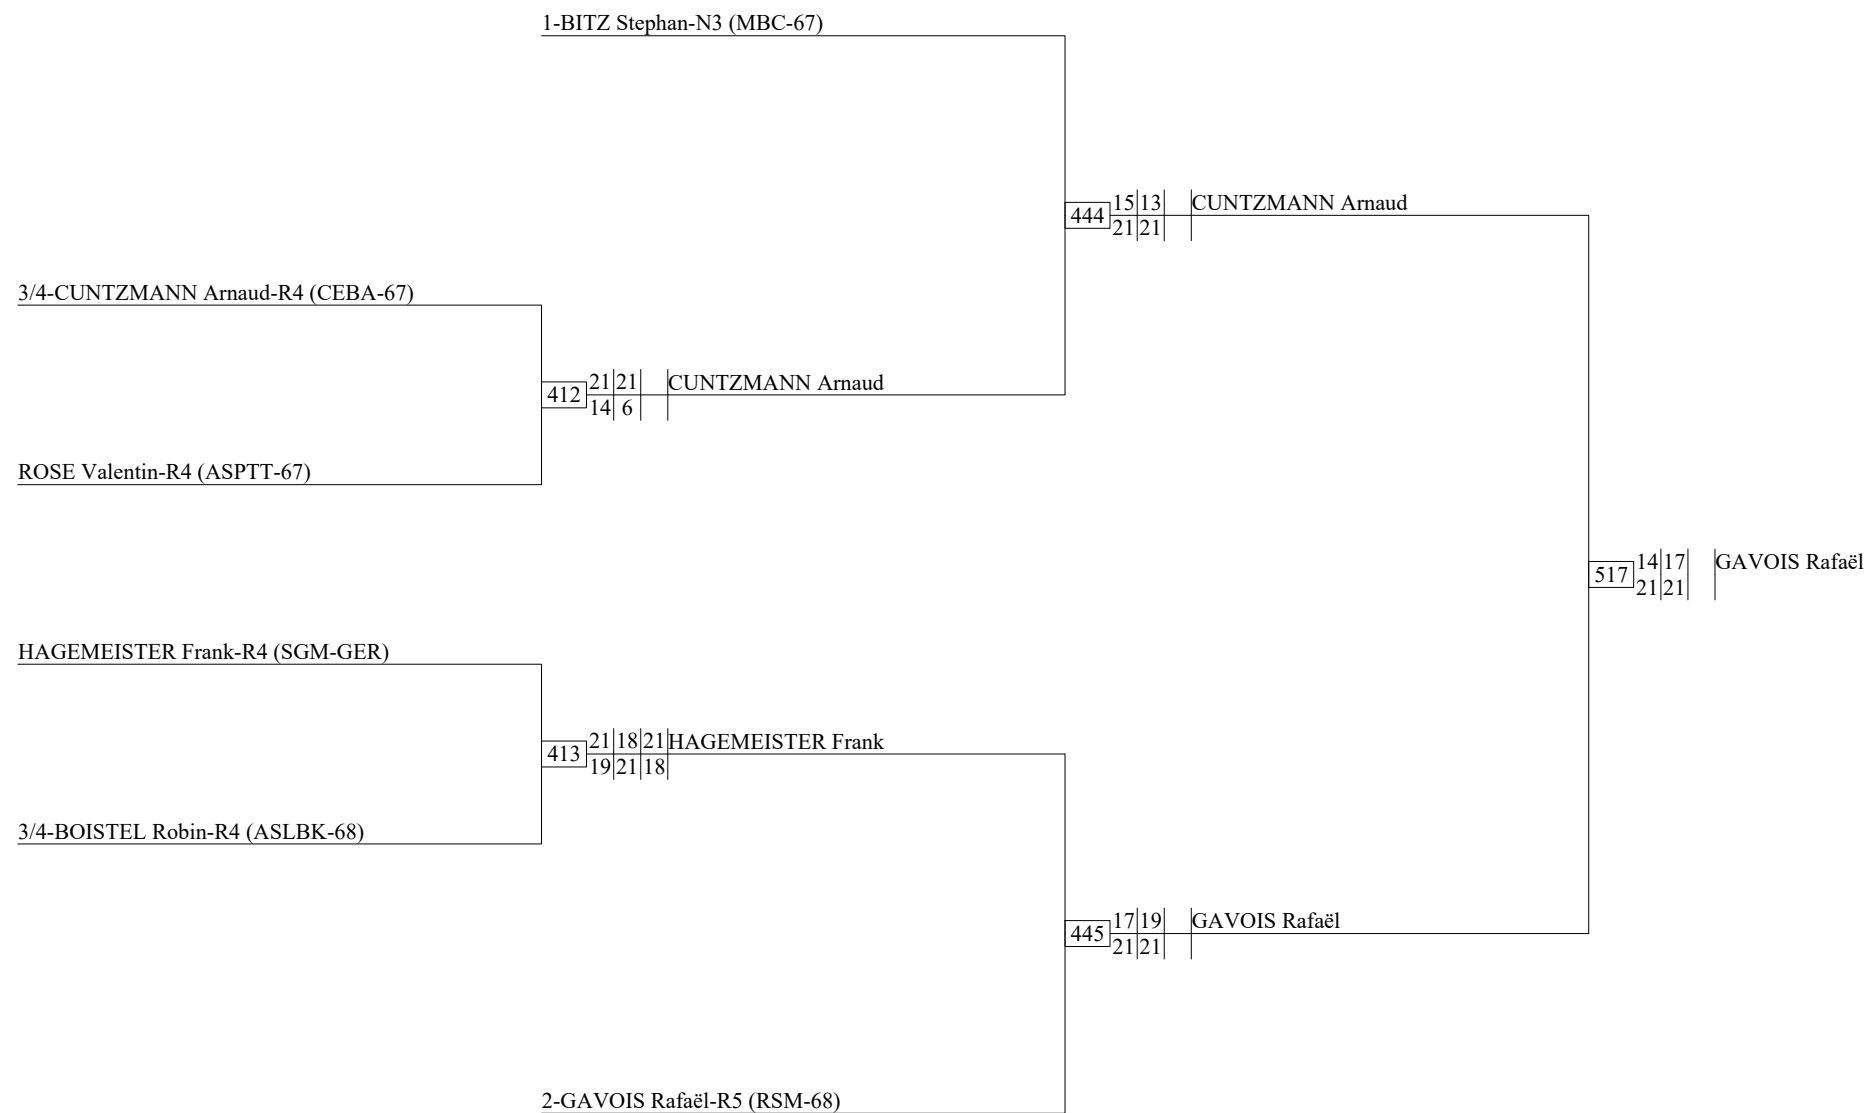 1-BITZ Stephan-N3 (MBC-67)
15 13 CUNTZMANN Arnaud
444
21 21
3/4-CUNTZMANN Arnaud-R4 (CEBA-67)
21 21 CUNTZMANN Arnaud
412
14 6
ROSE Valentin-R4 (ASPTT-67)
14 17 GAVOIS Rafaël
517
21 21
HAGEMEISTER Frank-R4 (SGM-GER)
21 18 21 HAGEMEISTER Frank
413
19 21 18
3/4-BOISTEL Robin-R4 (ASLBK-68)
17 19 GAVOIS Rafaël
445
21 21
2-GAVOIS Rafaël-R5 (RSM-68)